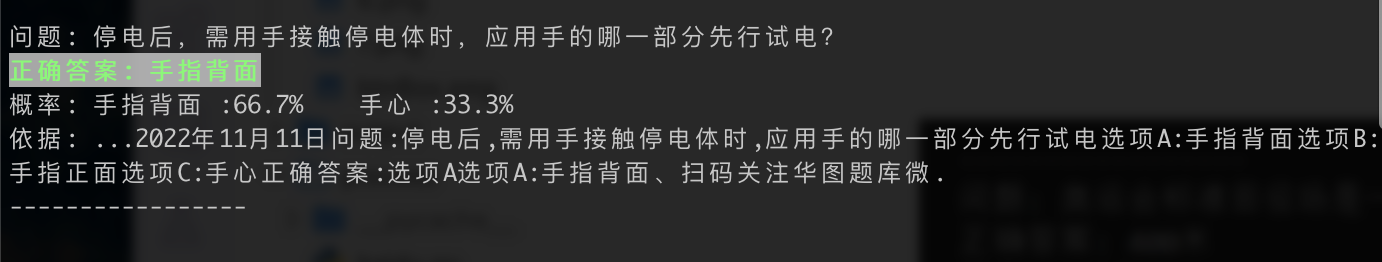 问题: 停电后, 需用手接触停电体时, 应用手的哪一部分先行试电?
正确答案: 手指背面
概率: 手指背面 :66.7%    手心 :33.3%
依据: ...2022年11月11日问题:停电后,需用手接触停电体时,应用手的哪一部分先行试电选项A:手指背面选项B:
手指正面选项C:手心正确答案:选项A选项A:手指背面、扫码关注华图题库微.
-----------------